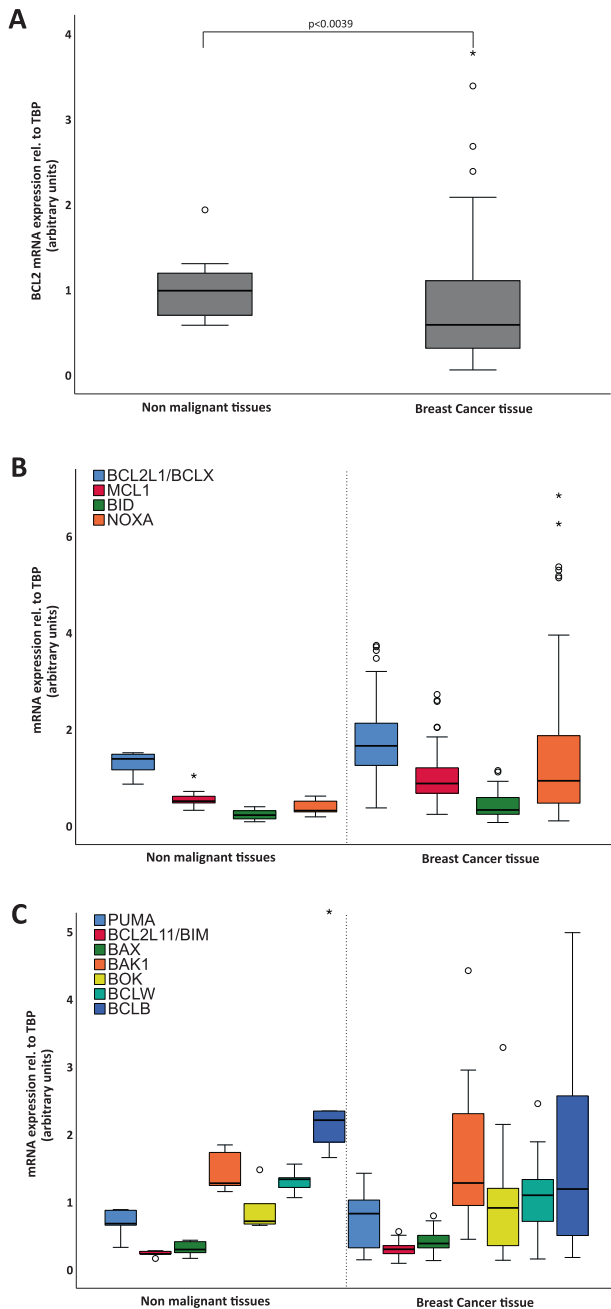 A
p<0.0039
4
3
2
1
0
BCL2 mRNA expression rel. to TBP
(arbitrary units)
Non malignant tissues
Breast Cancer tissue
B
BCL2L1/BCLX
MCL1
BID
NOXA
6
4
2
0
mRNA expression rel. to TBP
(arbitrary units)
Non malignant tissues
Breast Cancer tissue
C
PUMA
BCL2L11/BIM
BAX
BAK1
BOK
BCLW
BCLB
5
4
3
2
1
0
mRNA expression rel. to TBP
(arbitrary units)
Non malignant tissues
Breast Cancer tissue